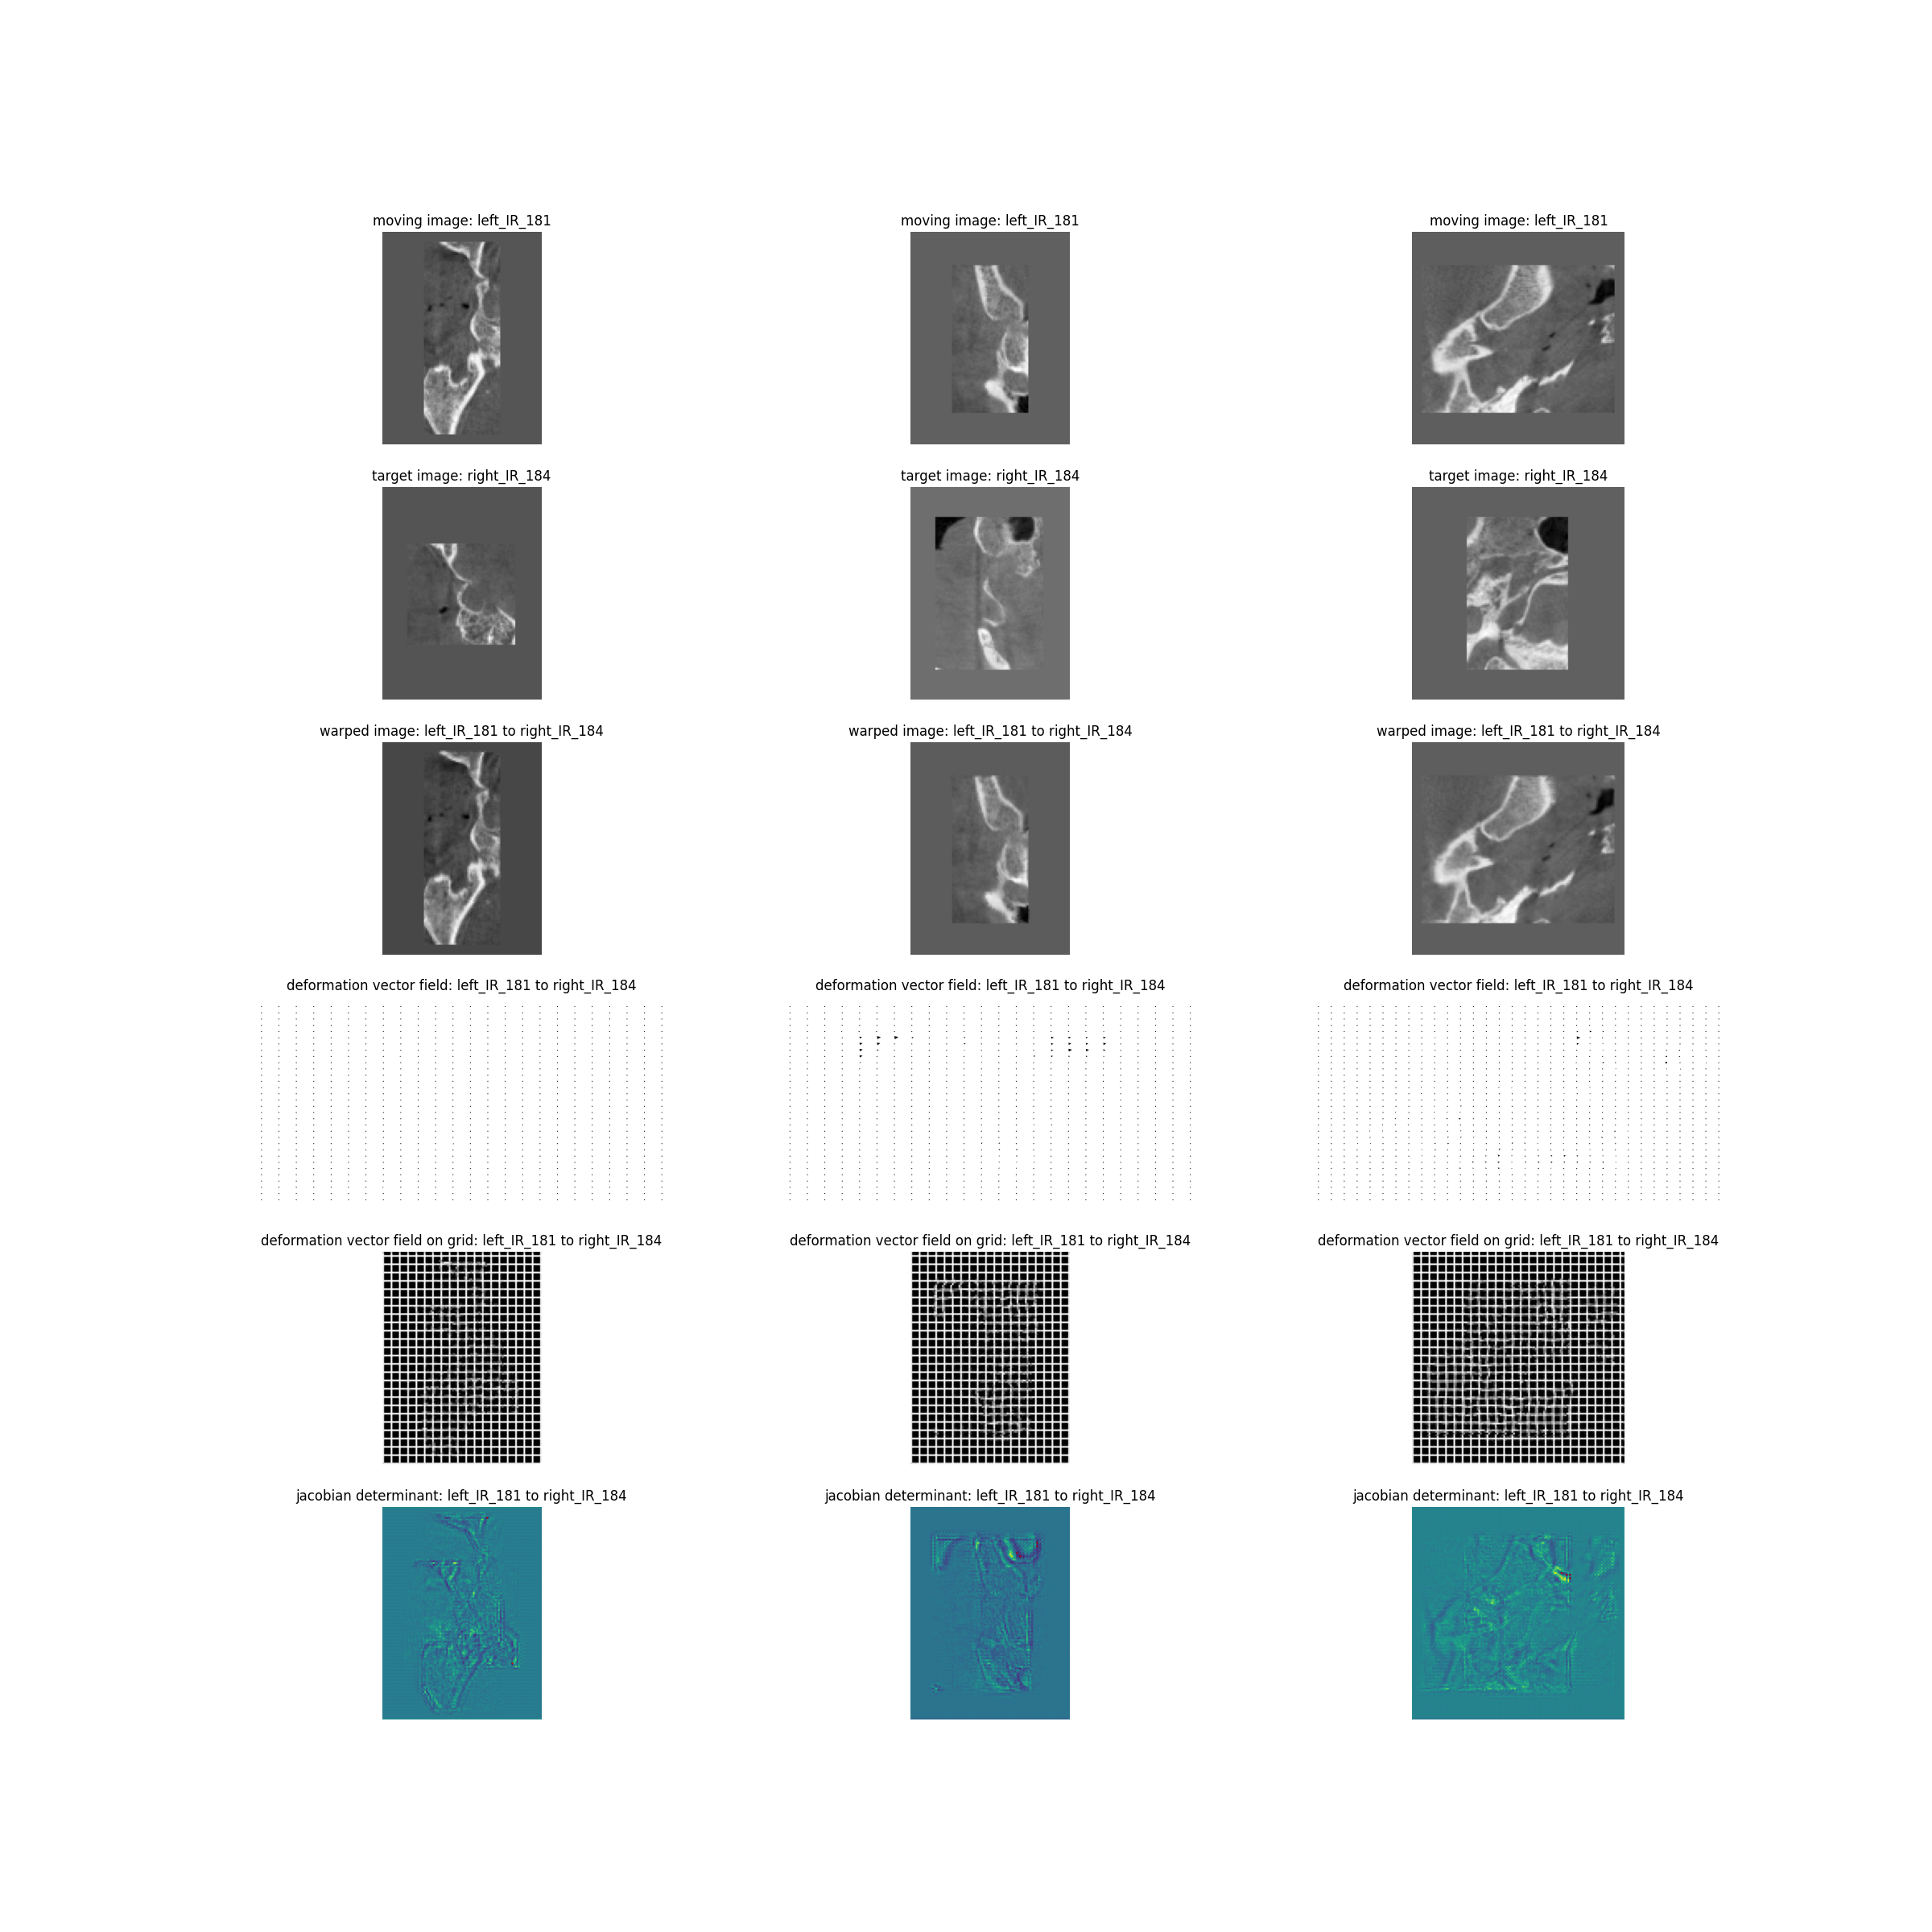 moving image: left_IR_181
moving image: left_IR_181
moving image: left_IR_181
target image: right_IR_184
target image: right_IR_184
target image: right_IR_184
warped image: left_IR_181 to right_IR_184
warped image: left_IR_181 to right_IR_184
warped image: left_IR_181 to right_IR_184
deformation vector field: left_IR_181 to right_IR_184
deformation vector field: left_IR_181 to right_IR_184
deformation vector field: left_IR_181 to right_IR_184
deformation vector field on grid: left_IR_181 to right_IR_184
deformation vector field on grid: left_IR_181 to right_IR_184
deformation vector field on grid: left_IR_181 to right_IR_184
jacobian determinant: left_IR_181 to right_IR_184
jacobian determinant: left_IR_181 to right_IR_184
jacobian determinant: left_IR_181 to right_IR_184